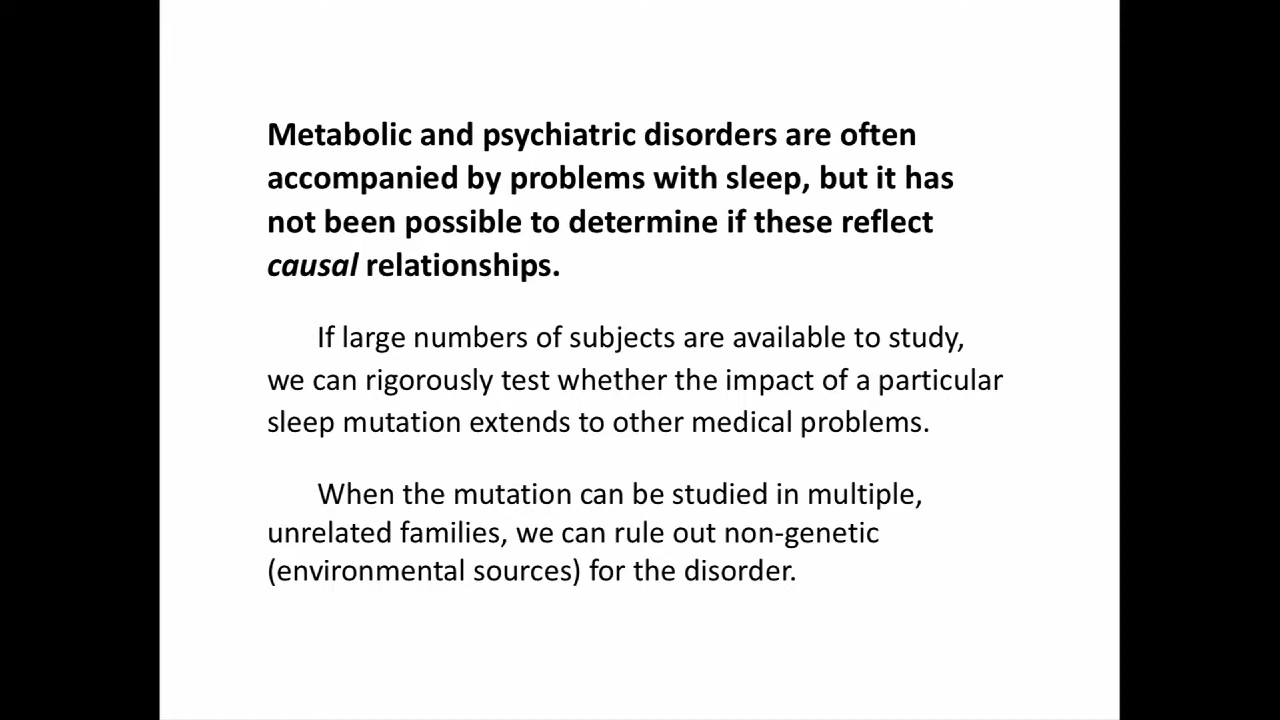 Metabolic and psychiatric disorders are often
accompanied by problems with sleep, but it has
not been possible to determine if these reflect
causal relationships.
If large numbers of subjects are available to study,
we can rigorously test whether the impact of a particular
sleep mutation extends to other medical problems.
When the mutation can be studied in multiple,
unrelated families, we can rule out non-genetic
(environmental sources) for the disorder.